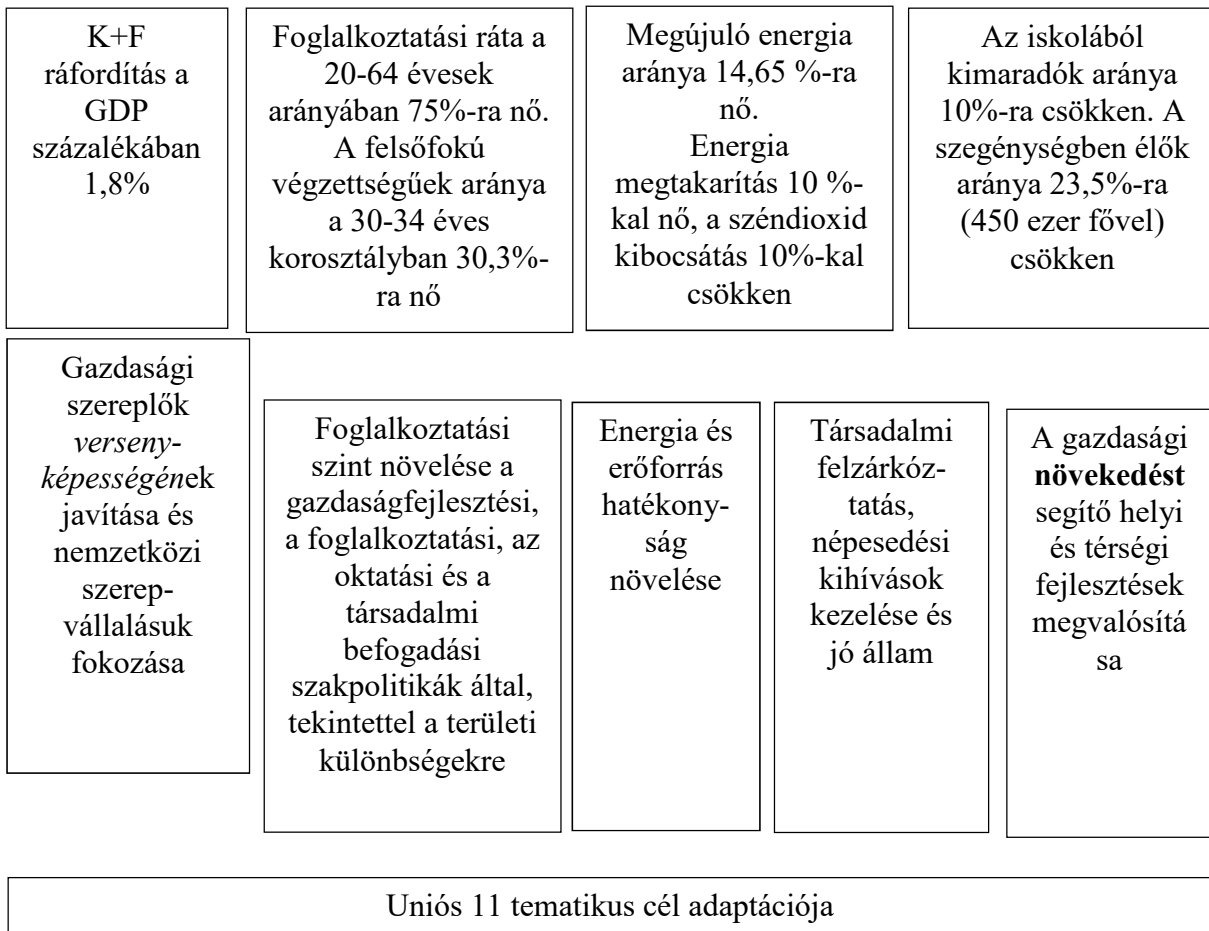 K+F
ráfordítás a
GDP
százalékában
1,8%
Foglalkoztatási ráta a
20-64 évesek
arányában 75%-ra nő.
A felsőfokú
végzettségűek aránya
a 30-34 éves
korosztályban 30,3%-
ra nő
Megújuló energia
aránya 14,65 %-ra
nő.
Energia
megtakarítás 10 %-
kal nő, a széndioxid
kibocsátás 10%-kal
csökken
Az iskolából
kimaradók aránya
10%-ra csökken. A
szegénységben élők
aránya 23,5%-ra
(450 ezer fővel)
csökken
Gazdasági
szereplők
verseny-
képességének
javítása és
nemzetközi
szerep-
vállalásuk
fokozása
Foglalkoztatási
szint növelése a
gazdaságfejlesztési,
a foglalkoztatási, az
oktatási és a
társadalmi
befogadási
szakpolitikák által,
tekintettel a területi
különbségekre
Energia és
erőforrás
hatékony-
ság
növelése
Társadalmi
felzárkóz-
tatás,
népesedési
kihívások
kezelése és
jó állam
A gazdasági
növekedést
segítő helyi
és térségi
fejlesztések
megvalósítá
sa
Uniós 11 tematikus cél adaptációja